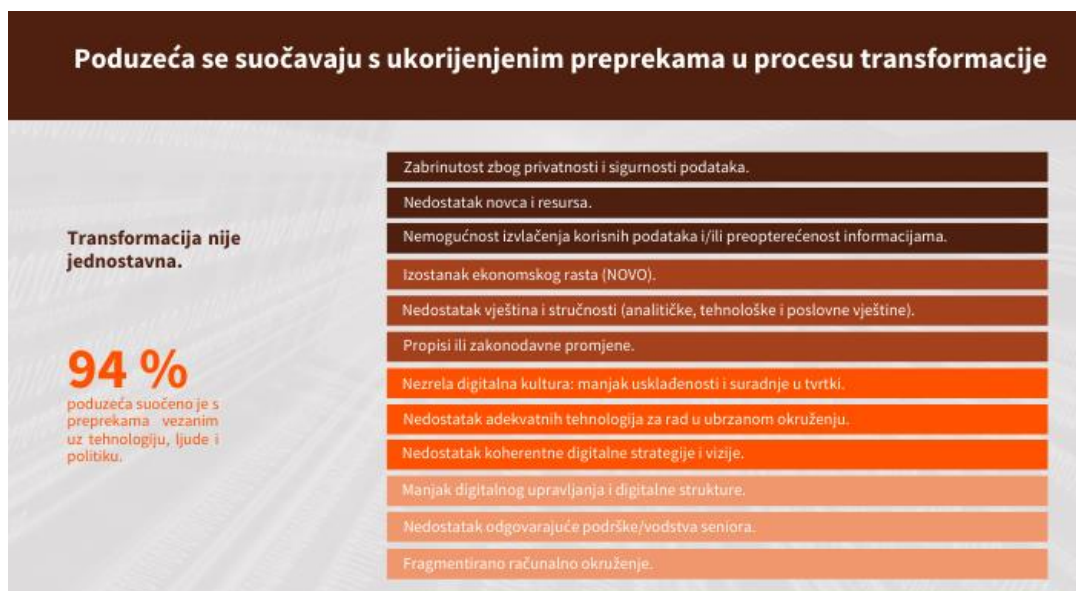 Poduzeća se suočavaju s ukorijenjenim preprekama u procesu transformacije
Transformacija nije
jednostavna.
94 %
poduzeća suočeno je s
preprekama vezanim
uz tehnologiju, ljude i
politiku.
Zabrinutost zbog privatnosti i sigurnosti podataka.
Nedostatak novca i resursa.
Nemogućnost izvlačenja korisnih podataka i/ili preopterećenost informacijama.
Izostanak ekonomskog rasta (NOVO).
Nedostatak vještina i stručnosti (analitičke, tehnološke i poslovne vještine).
Propisi ili zakonodavne promjene.
Nezrela digitalna kultura: manjak usklađenosti i suradnje u tvrtki.
Nedostatak adekvatnih tehnologija za rad u ubrzanom okruženju.
Nedostatak koherentne digitalne strategije i vizije.
Manjak digitalnog upravljanja i digitalne strukture.
Nedostatak odgovarajuće podrške/vodstva seniora.
Fragmentirano računalno okruženje.